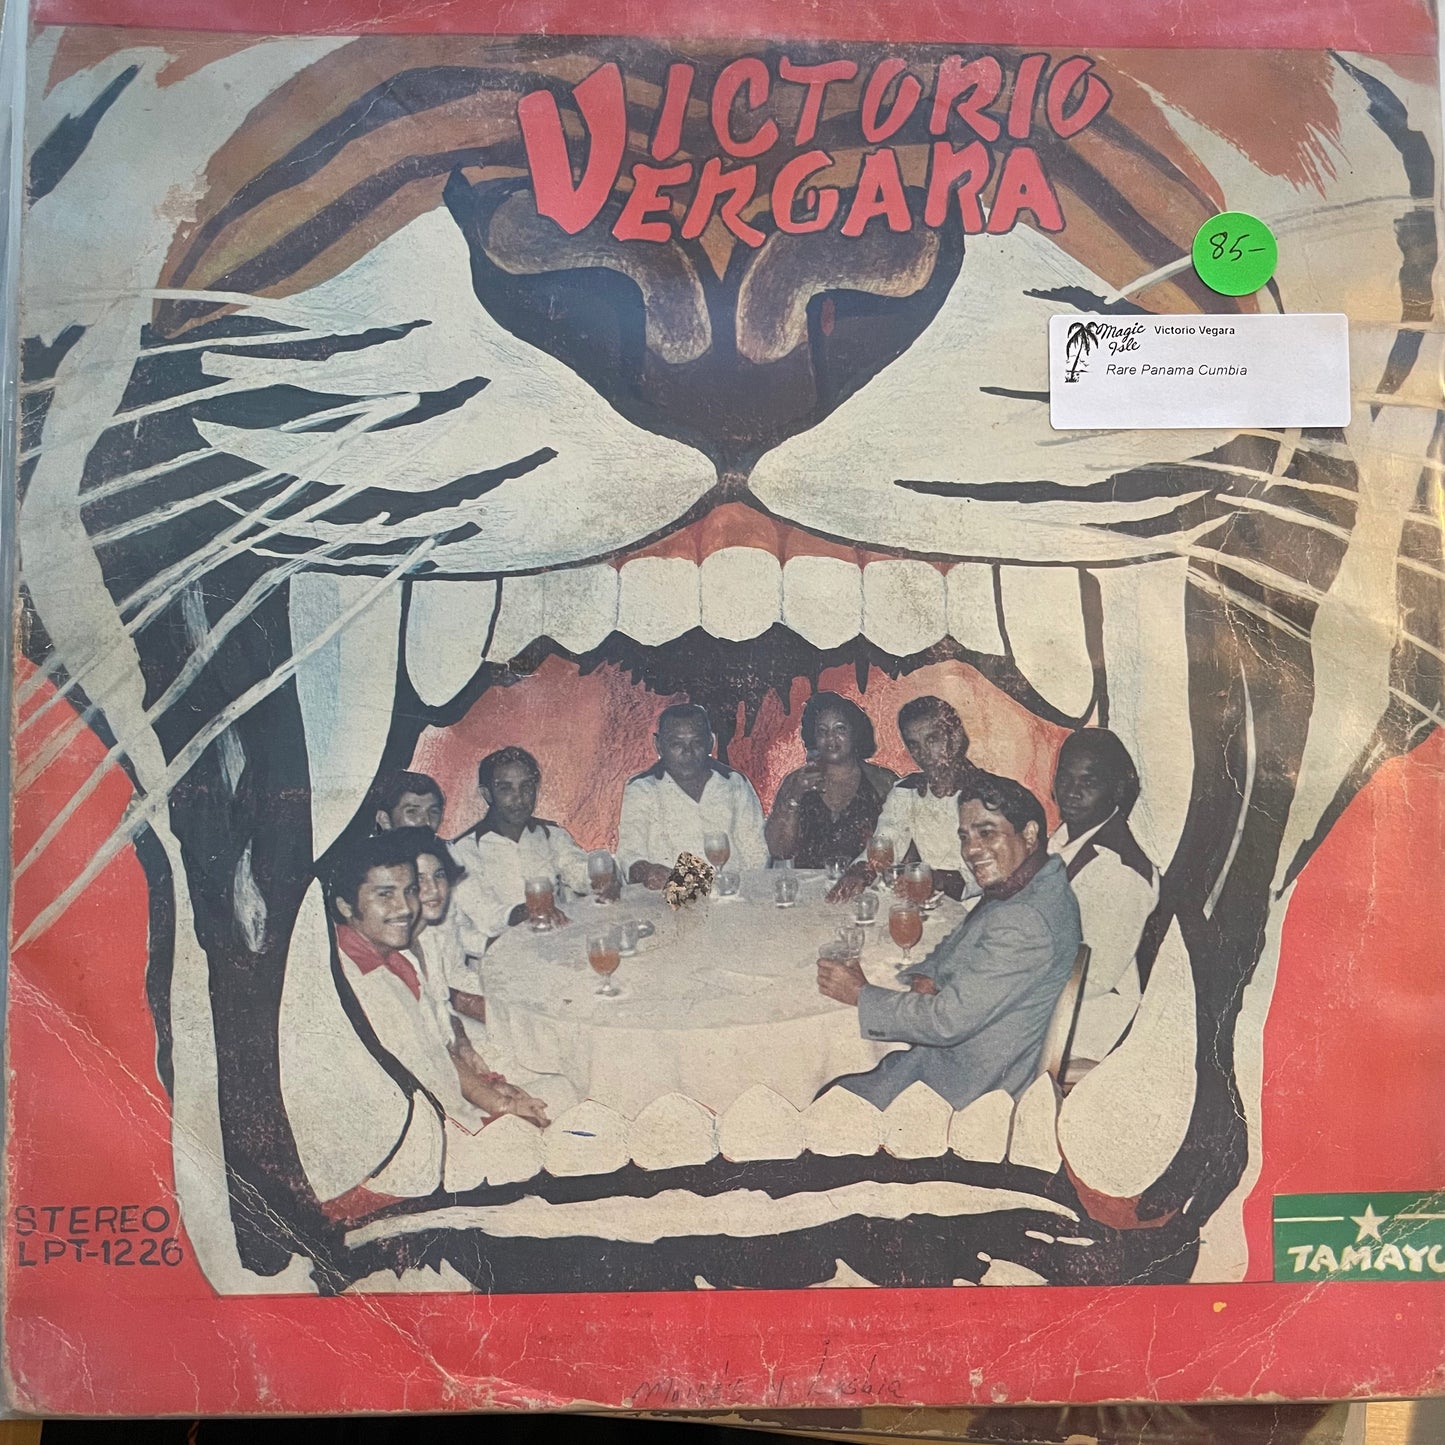 VICTORIO
VERGARA
85-
Magic
Isle
Victorio Vegara
Rare Panama Cumbia
STEREO
LPT-1226
TAMAYO